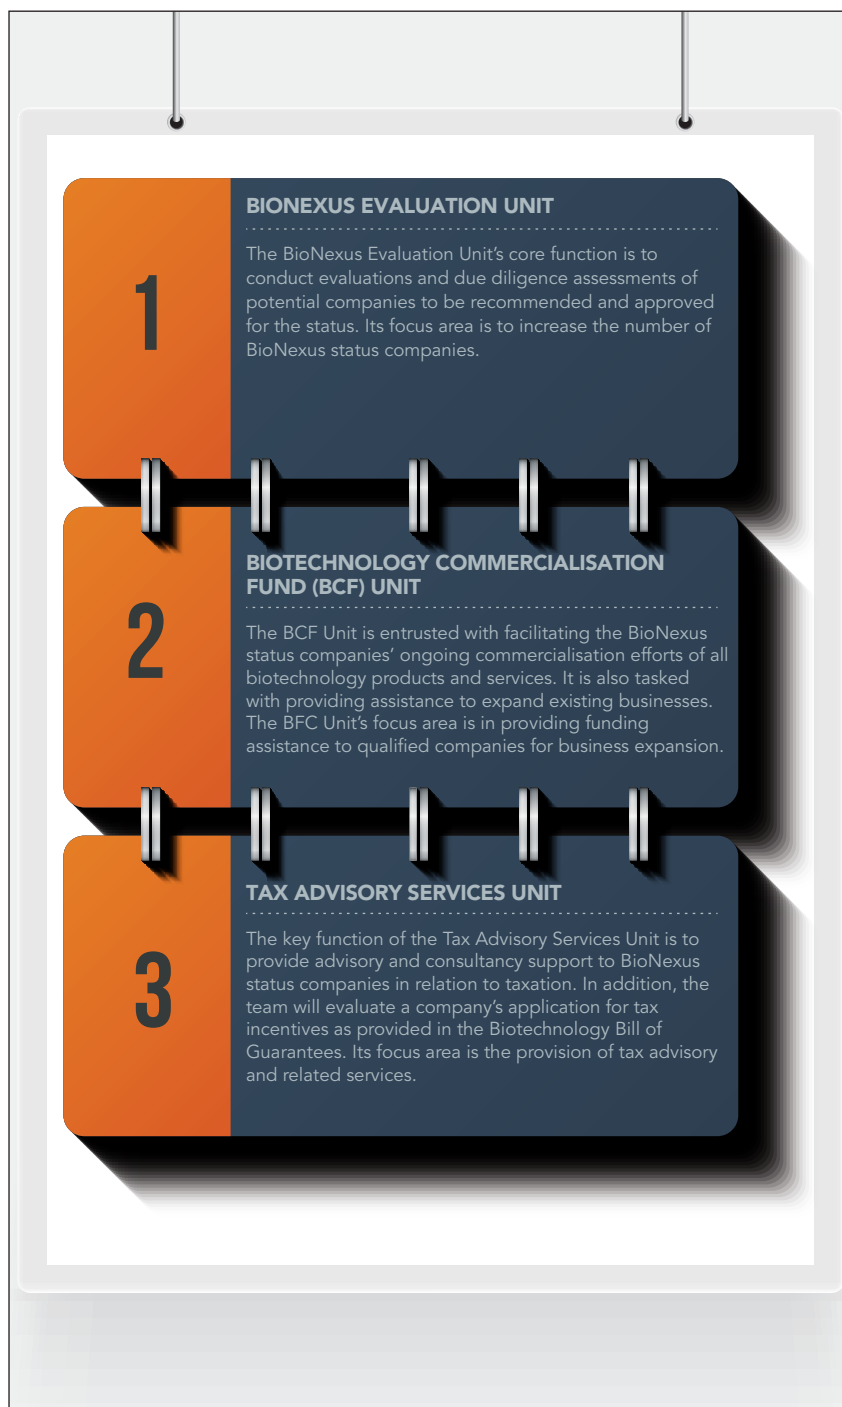 1
BIONEXUS EVALUATION UNIT
The BioNexus Evaluation Unit's core function is to
conduct evaluations and due diligence assessments of
potential companies to be recommended and approved
for the status. Its focus area is to increase the number of
BioNexus status companies.
2
BIOTECHNOLOGY COMMERCIALISATION
FUND (BCF) UNIT
The BCF Unit is entrusted with facilitating the BioNexus
status companies' ongoing commercialisation efforts of all
biotechnology products and services. It is also tasked
with providing assistance to expand existing businesses.
The BFC Unit's focus area is in providing funding
assistance to qualified companies for business expansion.
3
TAX ADVISORY SERVICES UNIT
The key function of the Tax Advisory Services Unit is to
provide advisory and consultancy support to BioNexus
status companies in relation to taxation. In addition, the
team will evaluate a company's application for tax
incentives as provided in the Biotechnology Bill of
Guarantees. Its focus area is the provision of tax advisory
and related services.